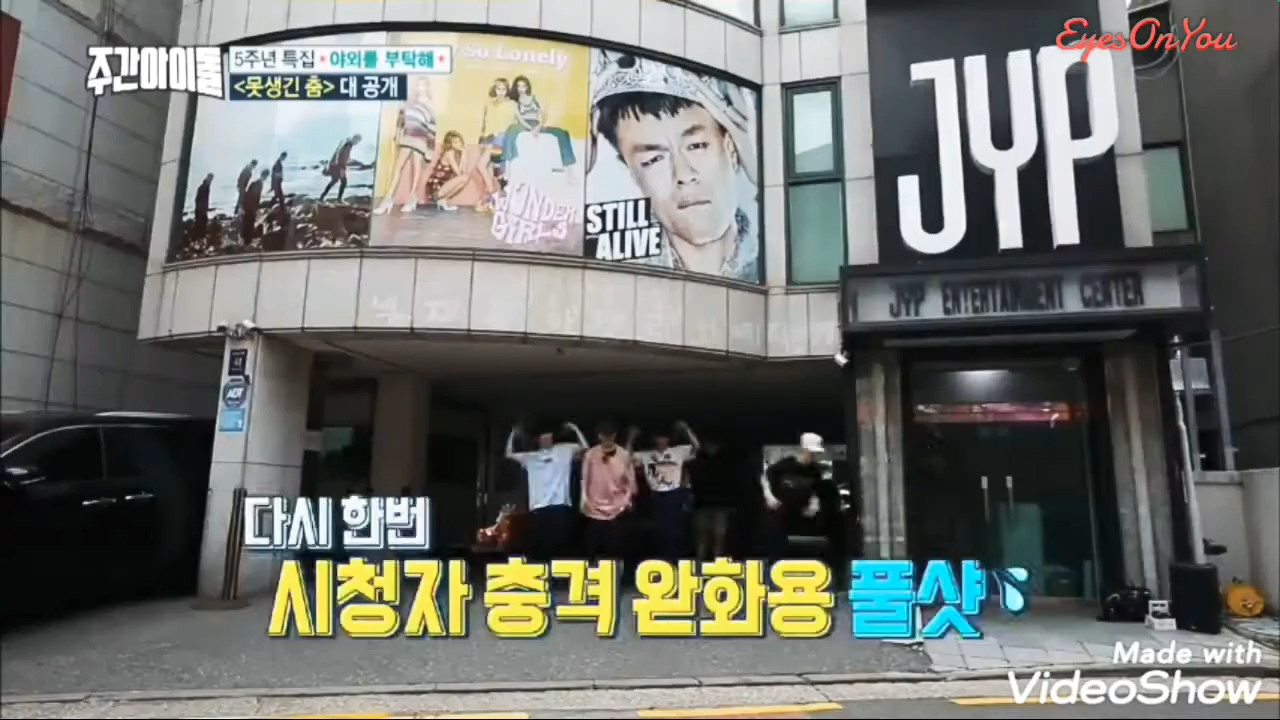 EyesOnYou
주간아이돌
5주년 특집 * 야외를 부탁해 *
<못생긴 춤> 대 공개
So Lonely
WONDER
GIRLS
STILL
ALIVE
JYP
JYP ENTERTAINMENT CENTER
ADT
다시 한번
시청자 충격 완화용 풀샷
Made with
VideoShow